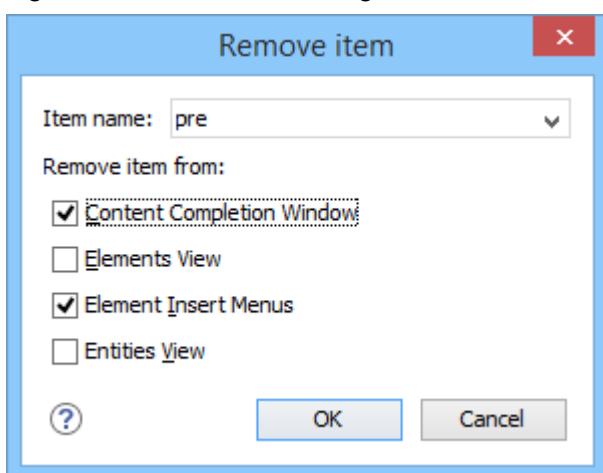 Remove item
Item name: pre
Remove item from:
Content Completion Window
Elements View
Element Insert Menus
Entities View
? OK Cancel